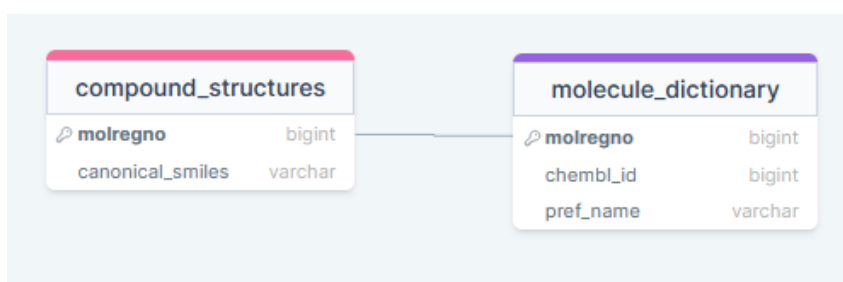 compound_structures
molregno bigint
canonical_smiles varchar
molecule_dictionary
molregno bigint
chembl_id bigint
pref_name varchar